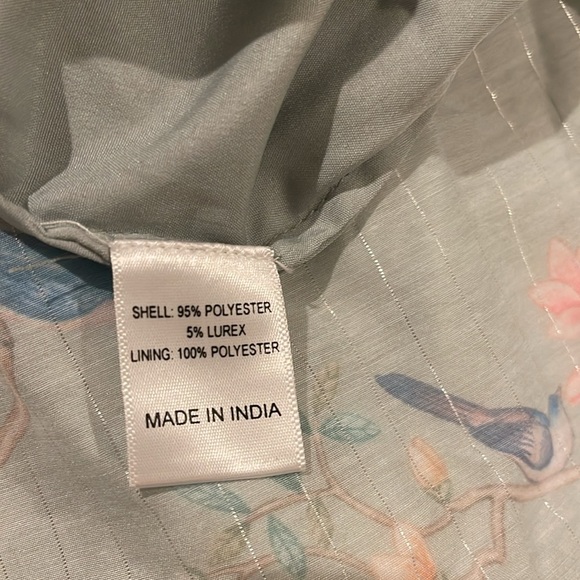 SHELL: 95% POLYESTER
5% LUREX
LINING: 100% POLYESTER
MADE IN INDIA